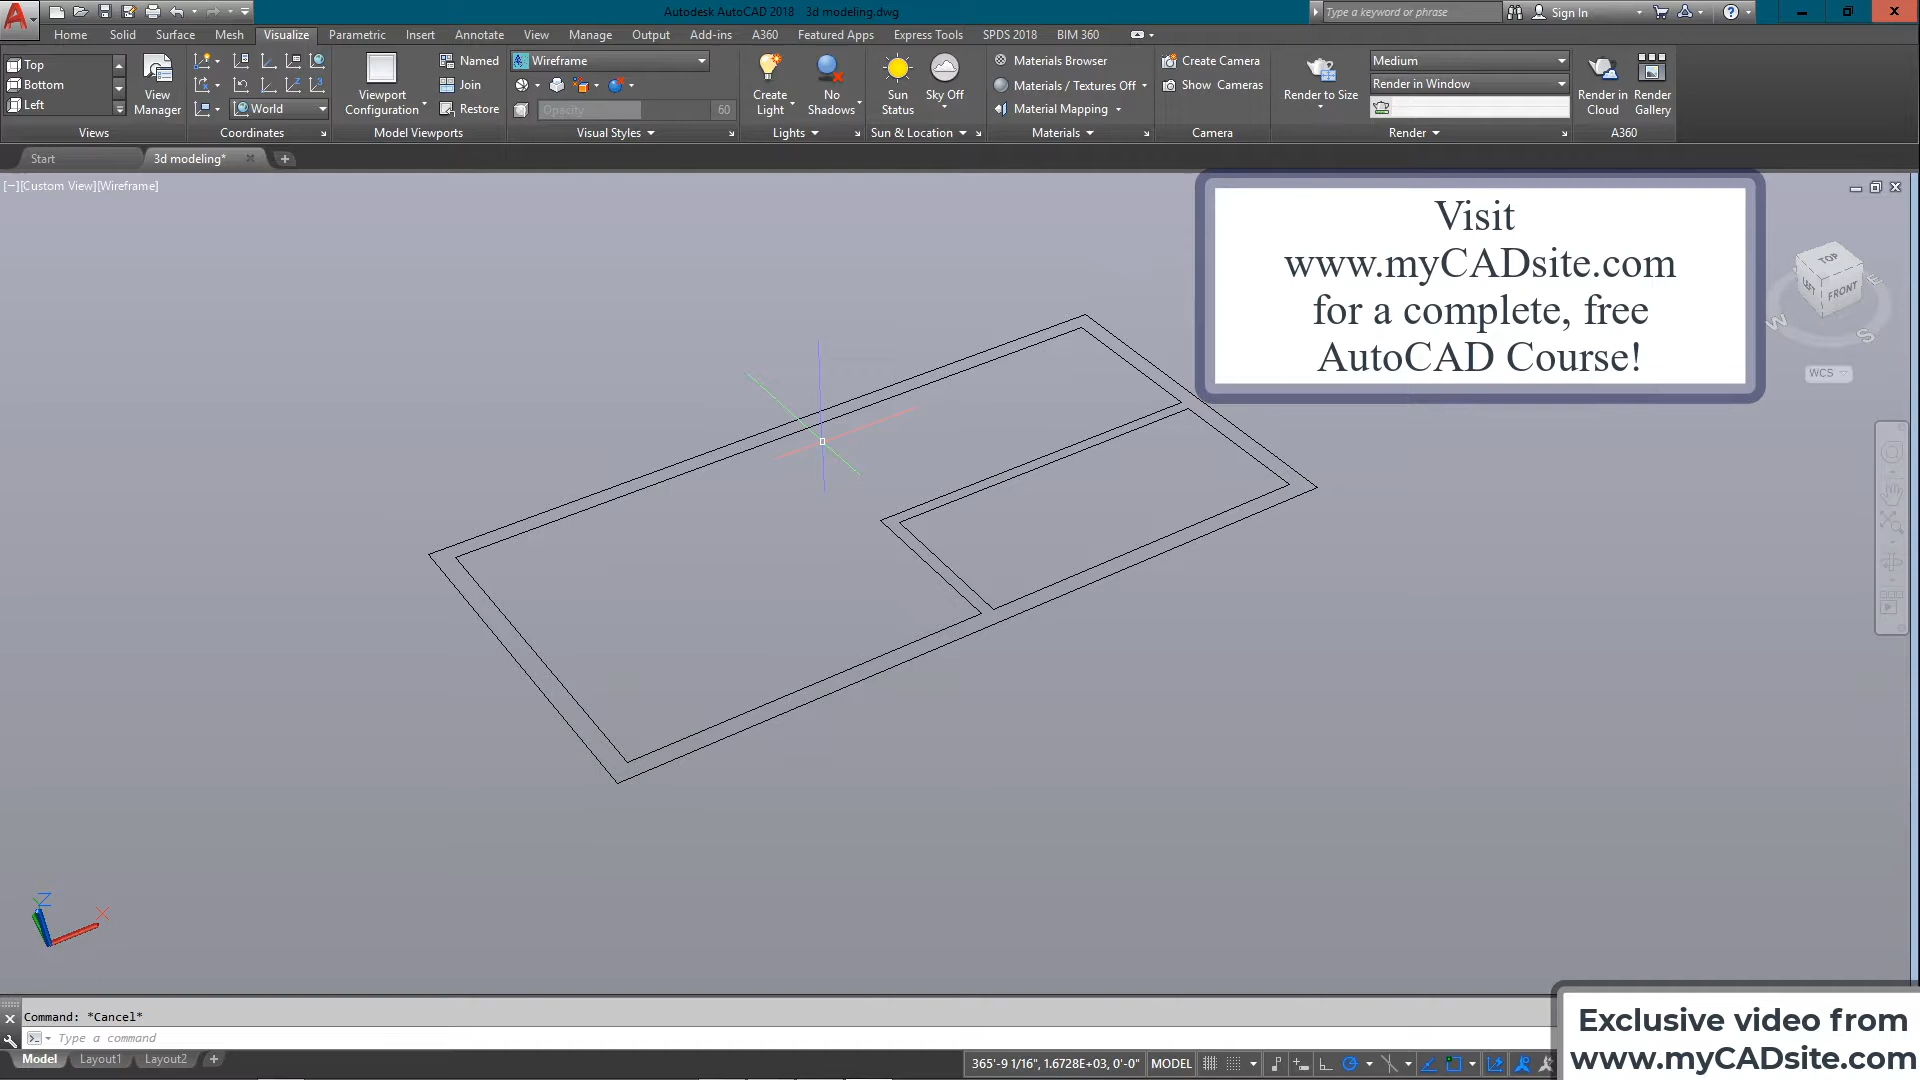 Autodesk AutoCAD 2018 3d modeling.dwg
Type a keyword or phrase
Sign In
Home Solid Surface Mesh Visualize Parametric Insert Annotate View Manage Output Add-ins A360 Featured Apps Express Tools SPDS 2018 BIM 360
Top
Bottom
Left
View
Manager
World
Viewport
Configuration
Named
Join
Restore
Wireframe
Opacity
60
Create
Light
No
Shadows
Sun
Status
Sky Off
Materials Browser
Materials / Textures Off
Material Mapping
Create Camera
Show Cameras
Render to Size
Medium
Render in Window
Render in
Cloud
Render
Gallery
Views Coordinates Model Viewports Visual Styles Lights Sun & Location Materials Camera Render A360
Start
3d modeling*
[−][Custom View][Wireframe]
Visit
www.myCADsite.com
for a complete, free
AutoCAD Course!
TOP
LEFT
FRONT
W
S
E
WCS
Z
Y
X
Command: *Cancel*
Type a command
Model Layout1 Layout2
365'-9 1/16", 1.6728E+03, 0'-0" MODEL
Exclusive video from
www.myCADsite.com